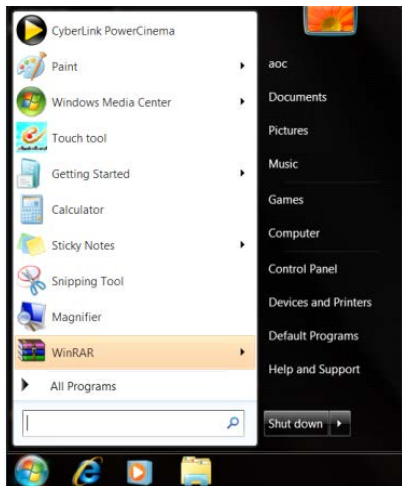 CyberLink PowerCinema
Paint
Windows Media Center
Touch tool
Getting Started
Calculator
Sticky Notes
Snipping Tool
Magnifier
WinRAR
All Programs
aoc
Documents
Pictures
Music
Games
Computer
Control Panel
Devices and Printers
Default Programs
Help and Support
Shut down